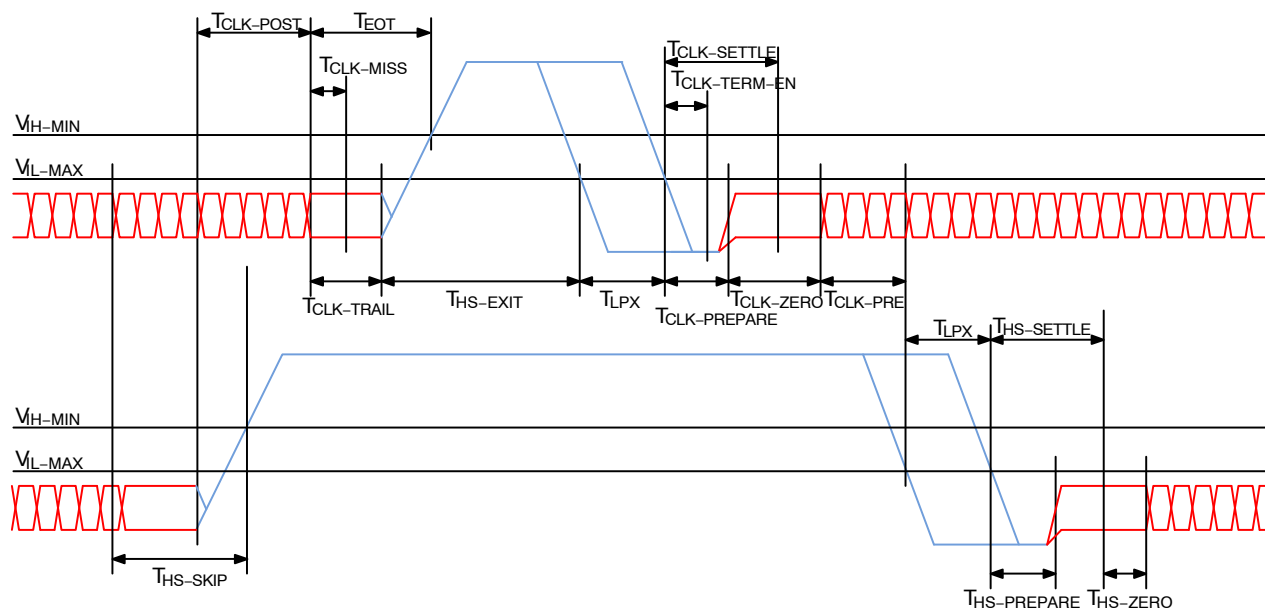 TCLK−POST
TEOT
TCLK−SETTLE
TCLK−MISS
TCLK−TERM−EN
VIH−MIN
VIL−MAX
TCLK−TRAIL
THS−EXIT
TLPX
TCLK−PREPARE
TCLK−ZERO
TCLK−PRE
TLPX
THS−SETTLE
VIH−MIN
VIL−MAX
THS−SKIP
THS−PREPARE
THS−ZERO